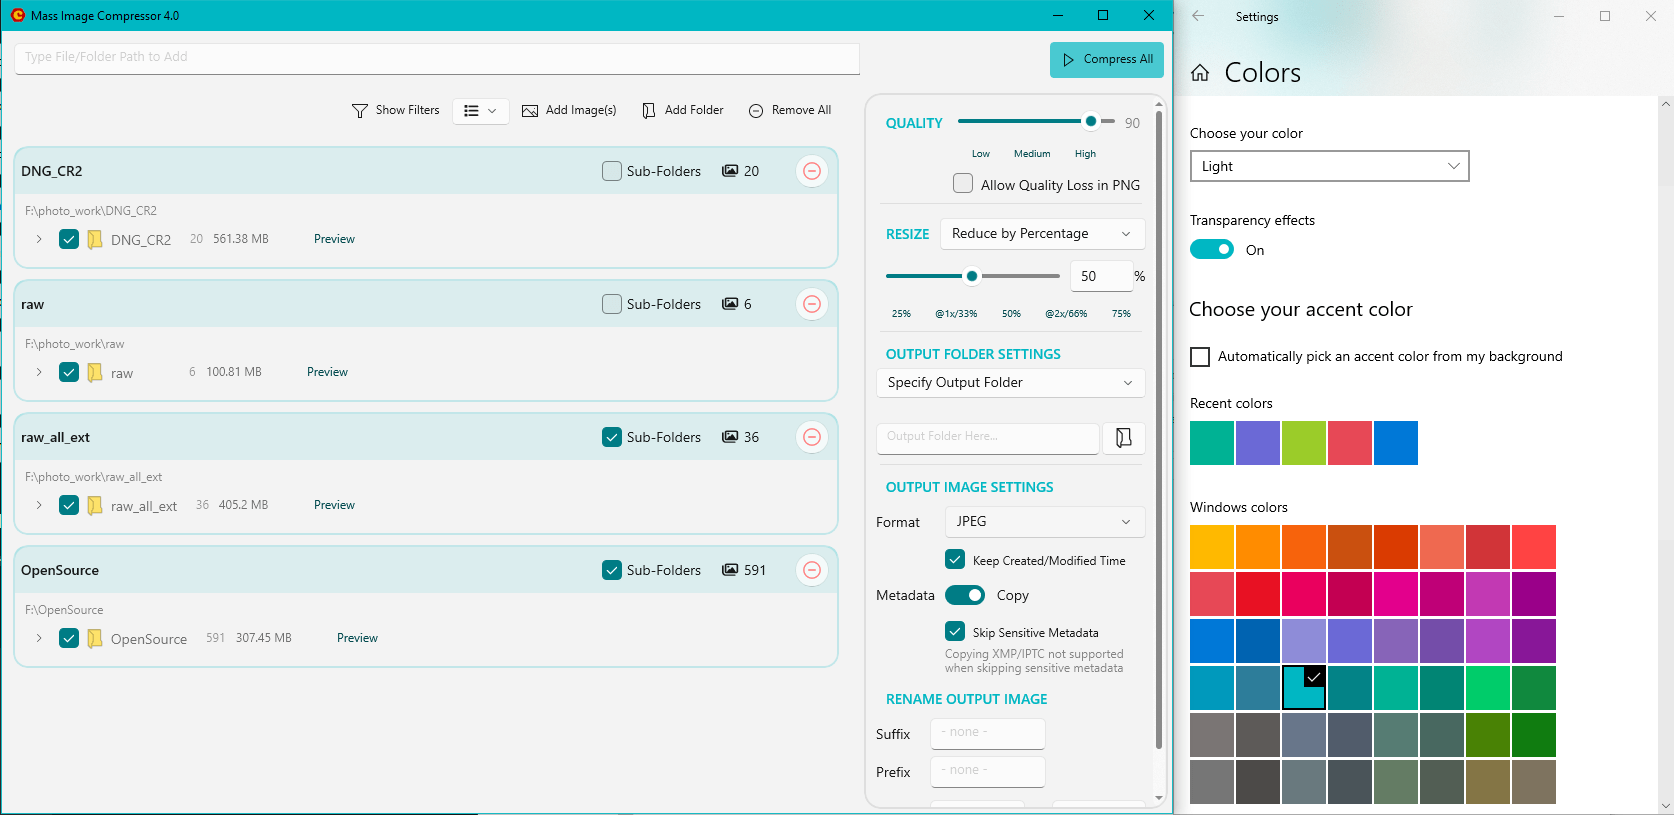 Mass Image Compressor 4.0
Type File/Folder Path to Add
Compress All
Show Filters
Add Image(s)
Add Folder
Remove All
DNG_CR2
Sub-Folders
20
F:\photo_work\DNG_CR2
DNG_CR2 20 561.38 MB Preview
raw
Sub-Folders
6
F:\photo_work\raw
raw 6 100.81 MB Preview
raw_all_ext
Sub-Folders
36
F:\photo_work\raw_all_ext
raw_all_ext 36 405.2 MB Preview
OpenSource
Sub-Folders
591
F:\OpenSource
OpenSource 591 307.45 MB Preview
QUALITY
90
Low Medium High
Allow Quality Loss in PNG
RESIZE
Reduce by Percentage
50 %
25% @1x/33% 50% @2x/66% 75%
OUTPUT FOLDER SETTINGS
Specify Output Folder
Output Folder Here...
OUTPUT IMAGE SETTINGS
Format JPEG
Keep Created/Modified Time
Metadata Copy
Skip Sensitive Metadata
Copying XMP/IPTC not supported
when skipping sensitive metadata
RENAME OUTPUT IMAGE
Suffix - none -
Prefix - none -
Settings
Colors
Choose your color
Light
Transparency effects
On
Choose your accent color
Automatically pick an accent color from my background
Recent colors
Windows colors